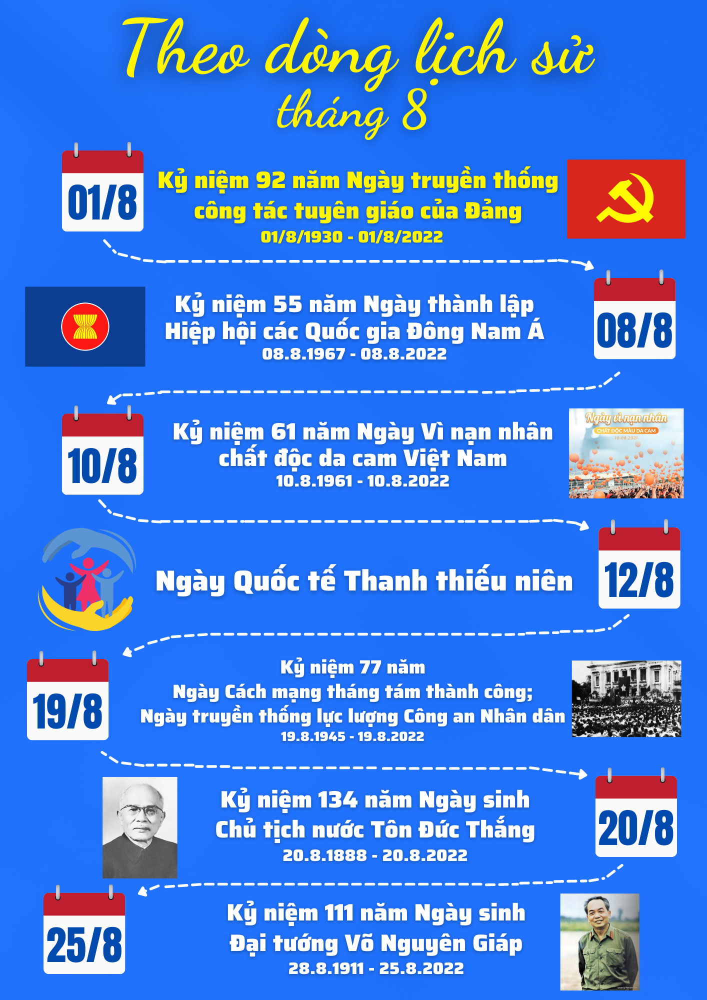 Theo dòng lịch sử
tháng 8
01/8
Kỷ niệm 92 năm Ngày truyền thống
công tác tuyên giáo của Đảng
01/8/1930 - 01/8/2022
Kỷ niệm 55 năm Ngày thành lập
Hiệp hội các Quốc gia Đông Nam Á
08.8.1967 - 08.8.2022
08/8
10/8
Kỷ niệm 61 năm Ngày Vì nạn nhân
chất độc da cam Việt Nam
10.8.1961 - 10.8.2022
Ngày vì nạn nhân
CHẤT ĐỘC MÀU DA CAM
10.08.2021
Ngày Quốc tế Thanh thiếu niên
12/8
19/8
Kỷ niệm 77 năm
Ngày Cách mạng tháng tám thành công;
Ngày truyền thống lực lượng Công an Nhân dân
19.8.1945 - 19.8.2022
Kỷ niệm 134 năm Ngày sinh
Chủ tịch nước Tôn Đức Thắng
20.8.1888 - 20.8.2022
20/8
25/8
Kỷ niệm 111 năm Ngày sinh
Đại tướng Võ Nguyên Giáp
28.8.1911 - 25.8.2022